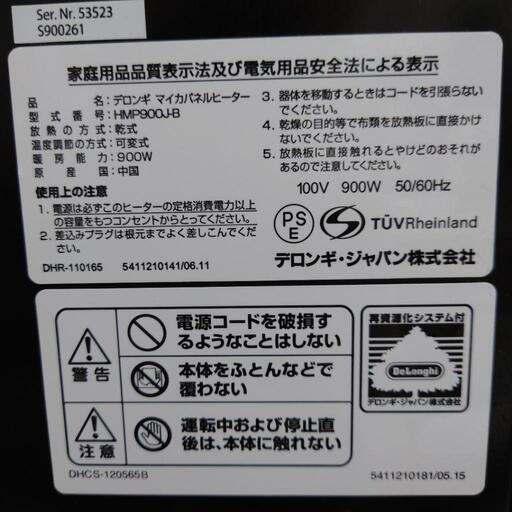 Ser. Nr. 53523
S900261
家庭用品品質表示法及び電気用品安全法による表示
品名：デロンギ マイカパネルヒーター
型式番号：HMP900J-B
放熱の方式：乾式
温度調節の方式：可変式
暖房能力：900W
原産国：中国
使用上の注意
1. 電源は必ずこのヒーターの定格消費電力以上
の容量をもつコンセントからとってください。
2. 差込みプラグは根元までよく差しこんでください。
3. 器体を移動するときはコードを引張らない
でください。
4. 乾燥の目的等で布類を放熱板に直接かけ
ないでください。
5. 放熱板に直接触れるとやけどのおそれが
あるので注意してください。
100V 900W 50/60Hz
PSE
TÜVRheinland
DHR-110165 5411210141/06.11
デロンギ・ジャパン株式会社
警告
電源コードを破損す
るようなことはしない
本体をふとんなどで
覆わない
注意
運転中および停止直
後は、本体に触れない
DHCS-120565B
再資源化システム付
DeLonghi
デロンギ・ジャパン株式会社
5411210181/05.15